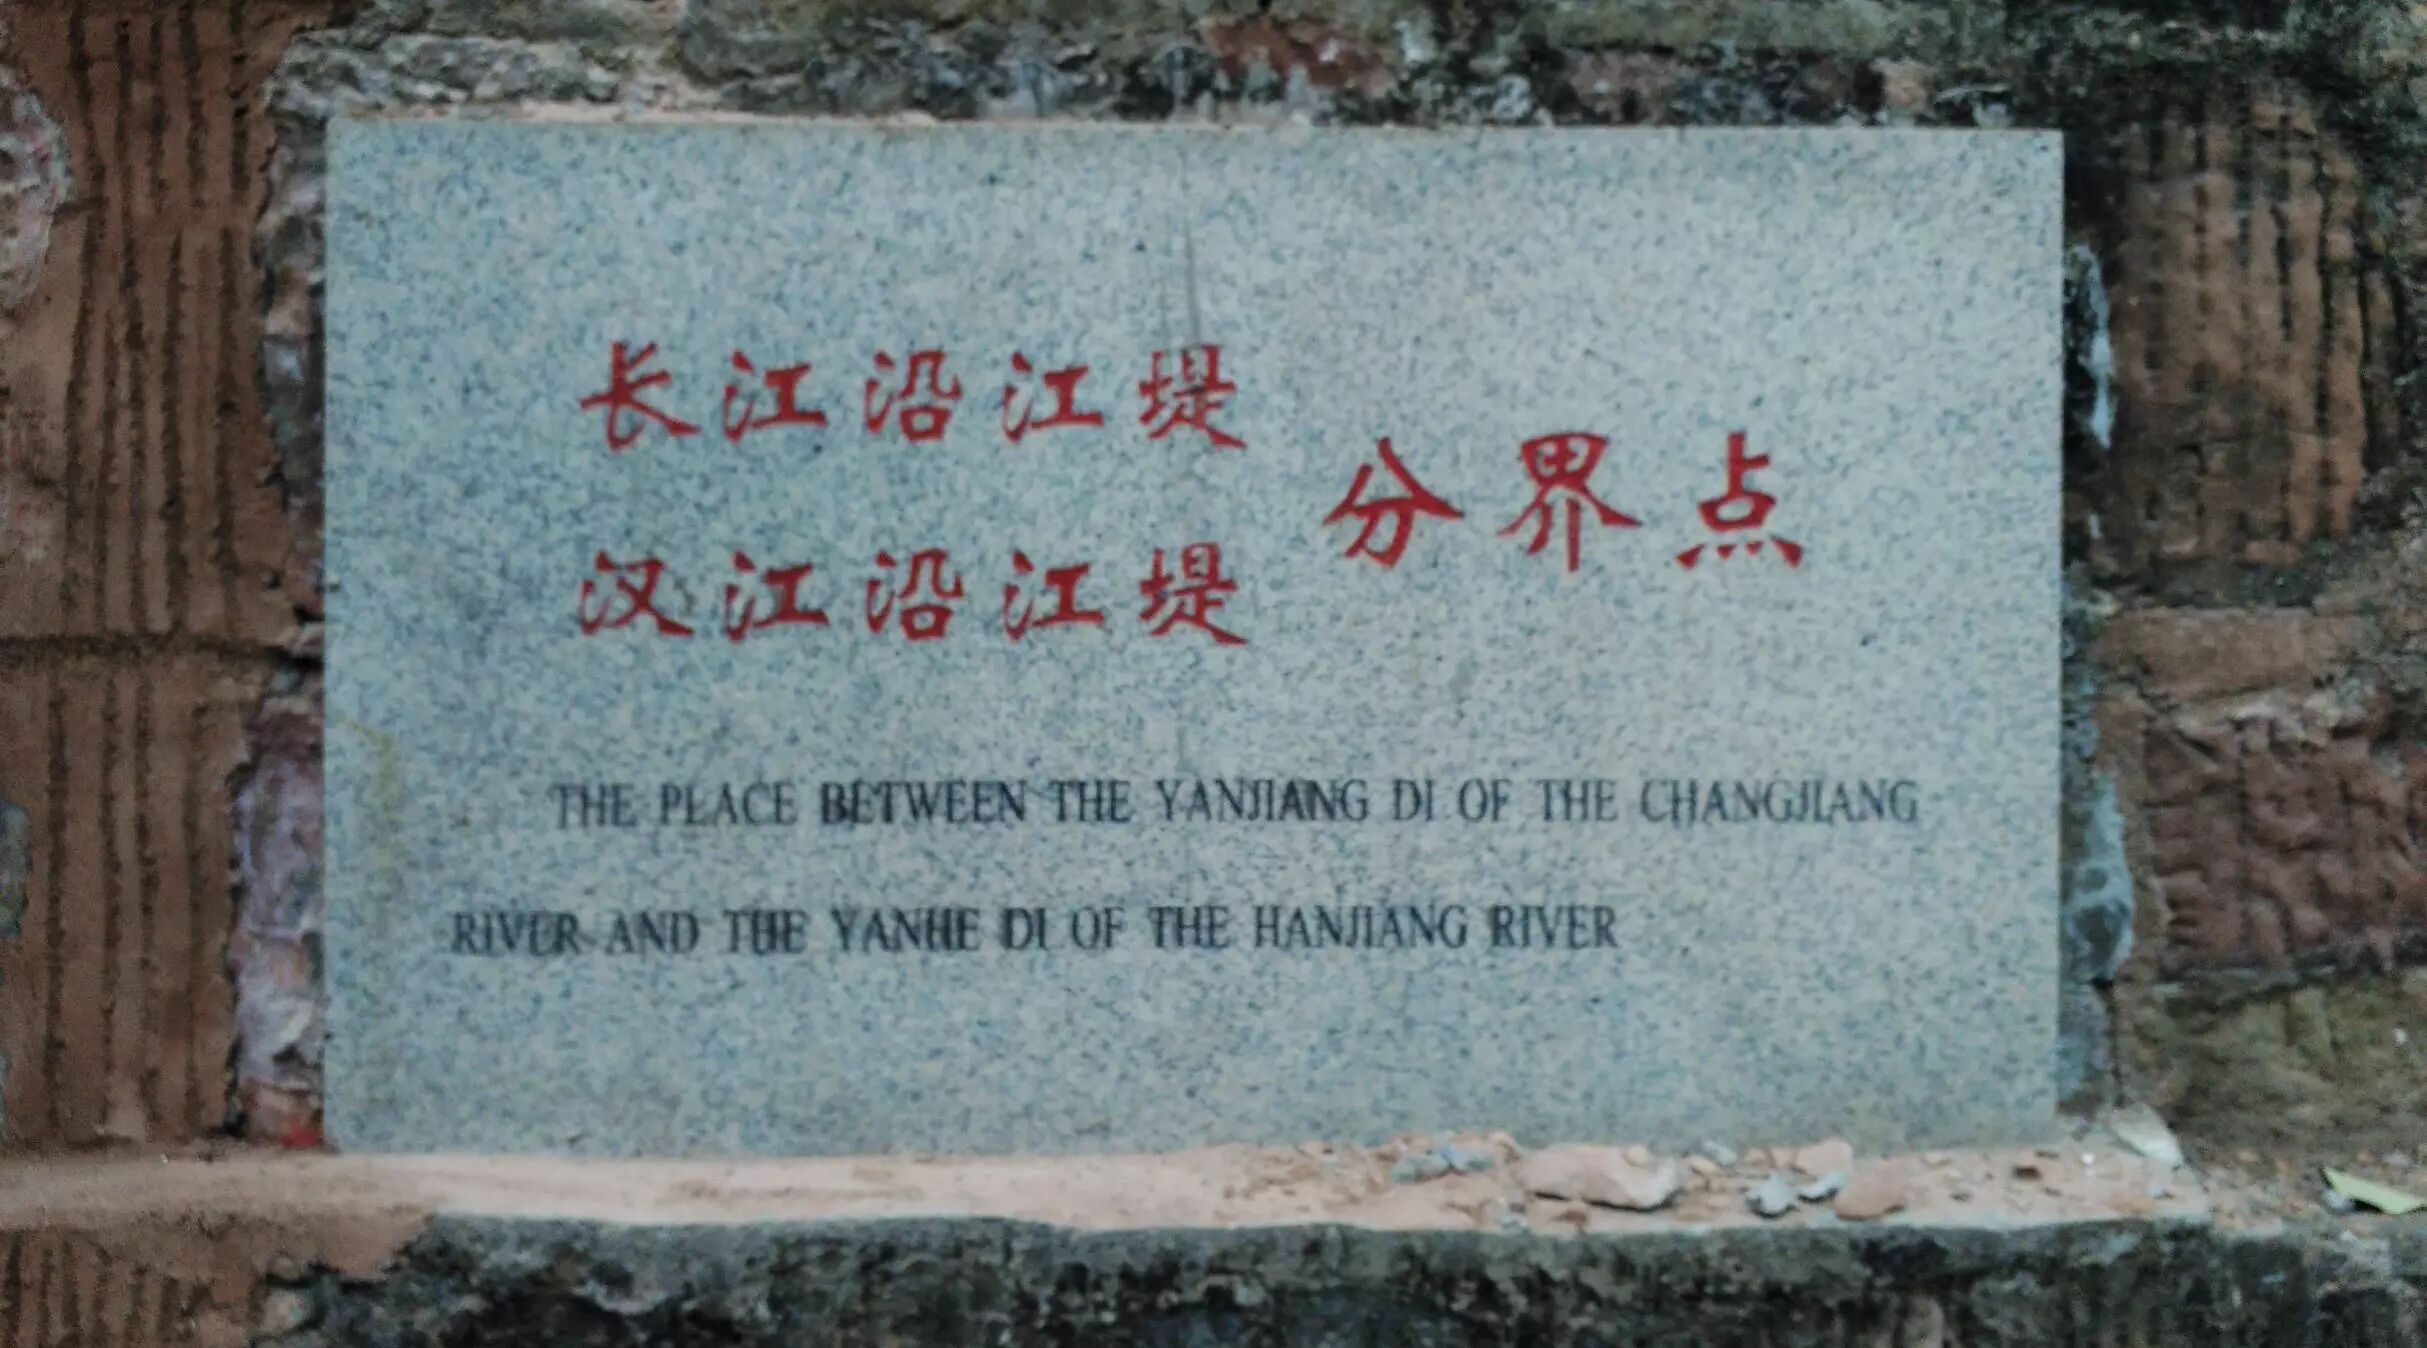 长江沿江堤
汉江沿江堤
分界点
THE PLACE BETWEEN THE YANJIANG DI OF THE CHANGJIANG
RIVER AND THE YANHE DI OF THE HANJIANG RIVER